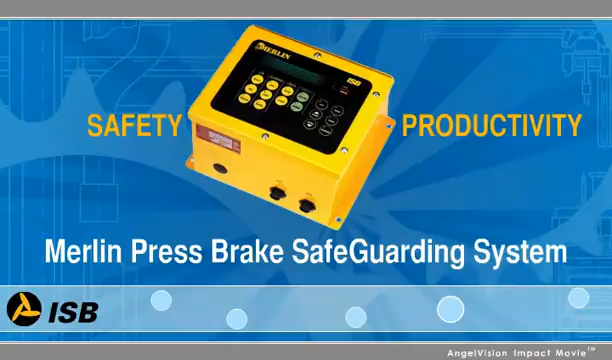 MERLIN
ISB
SAFETY
PRODUCTIVITY
Merlin Press Brake SafeGuarding System
ISB
AngelVision Impact Movie™